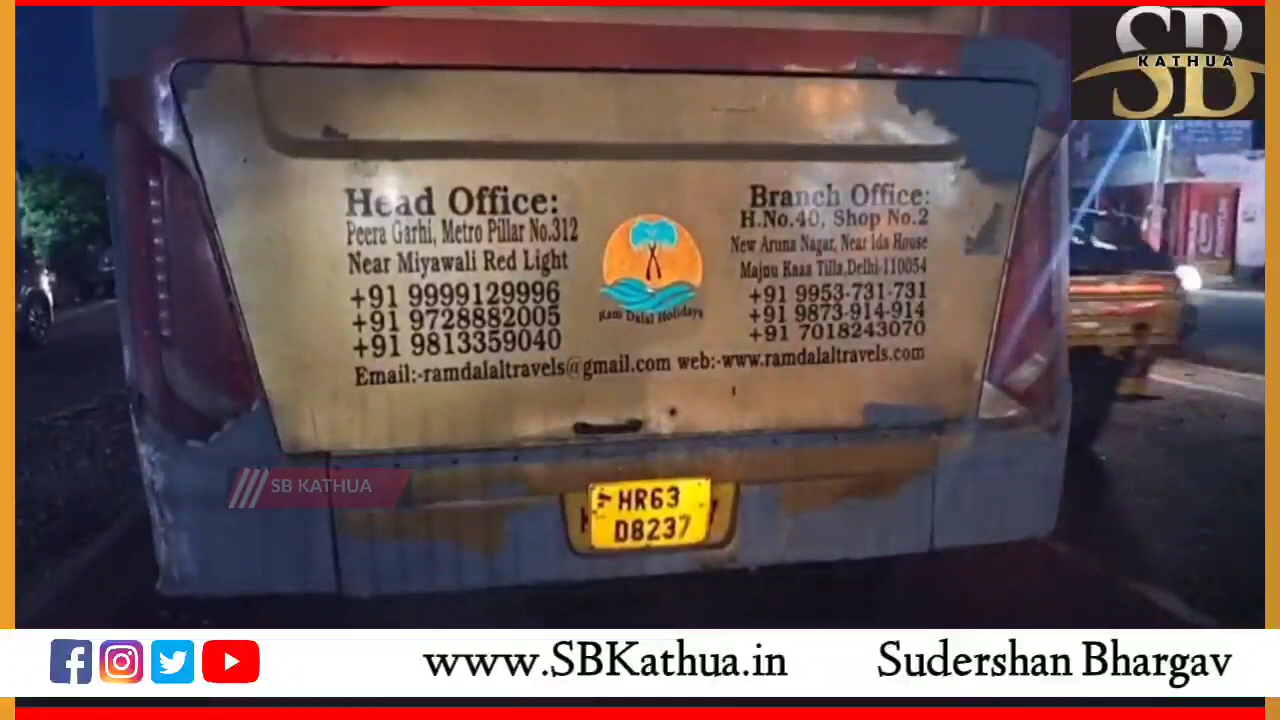 SB
KATHUA
Head Office:
Peera Garhi, Metro Pillar No.312
Near Miyawali Red Light
+91 9999129996
+91 9728882005
+91 9813359040
Ram Dalal Holidays
Branch Office:
H.No.40, Shop No.2
New Aruna Nagar, Near Ida House
Majnu Kaaa Tilla,Delhi-110054
+91 9953-731-731
+91 9873-914-914
+91 7018243070
Email:-ramdalaltravels@gmail.com web:-www.ramdalaltravels.com
SB KATHUA
HR63
D8237
www.SBKathua.in
Sudershan Bhargav